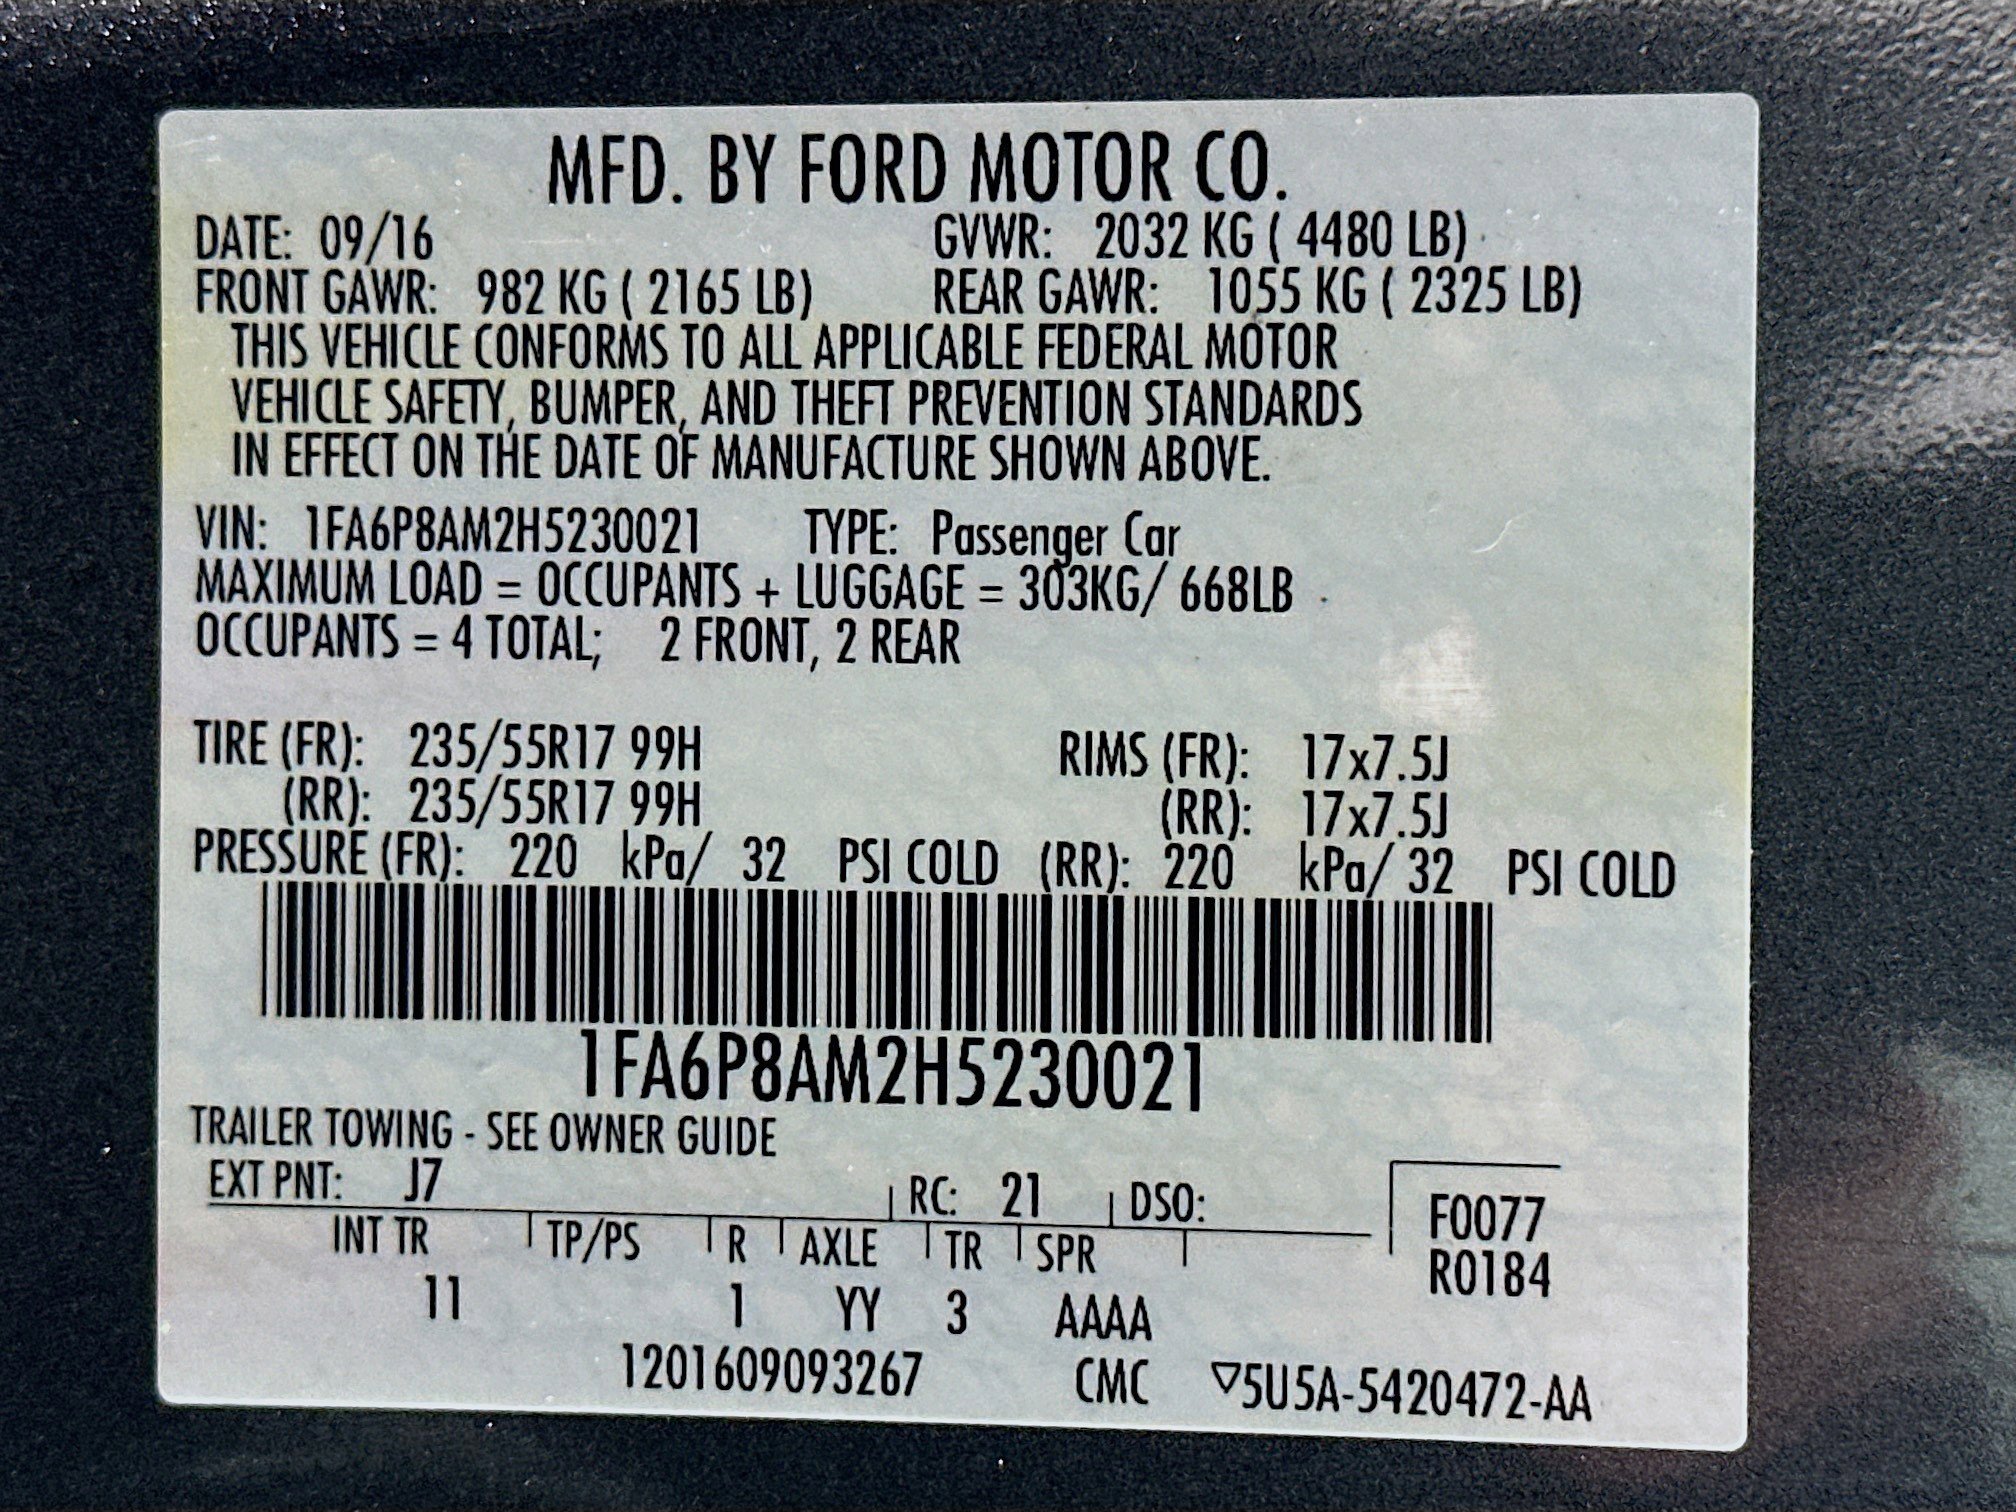 MFD. BY FORD MOTOR CO.
DATE: 09/16 GVWR: 2032 KG ( 4480 LB)
FRONT GAWR: 982 KG ( 2165 LB) REAR GAWR: 1055 KG ( 2325 LB)
THIS VEHICLE CONFORMS TO ALL APPLICABLE FEDERAL MOTOR
VEHICLE SAFETY, BUMPER, AND THEFT PREVENTION STANDARDS
IN EFFECT ON THE DATE OF MANUFACTURE SHOWN ABOVE.
VIN: 1FA6P8AM2H5230021 TYPE: Passenger Car
MAXIMUM LOAD = OCCUPANTS + LUGGAGE = 303KG/ 668LB
OCCUPANTS = 4 TOTAL; 2 FRONT, 2 REAR
TIRE (FR): 235/55R17 99H RIMS (FR): 17x7.5J
(RR): 235/55R17 99H (RR): 17x7.5J
PRESSURE (FR): 220 kPa/ 32 PSI COLD (RR): 220 kPa/ 32 PSI COLD
1FA6P8AM2H5230021
TRAILER TOWING - SEE OWNER GUIDE
EXT PNT: J7 RC: 21 DSO: F0077
INT TR TP/PS R AXLE TR SPR R0184
11 1 YY 3 AAAA
1201609093267 CMC ▽5U5A-5420472-AA